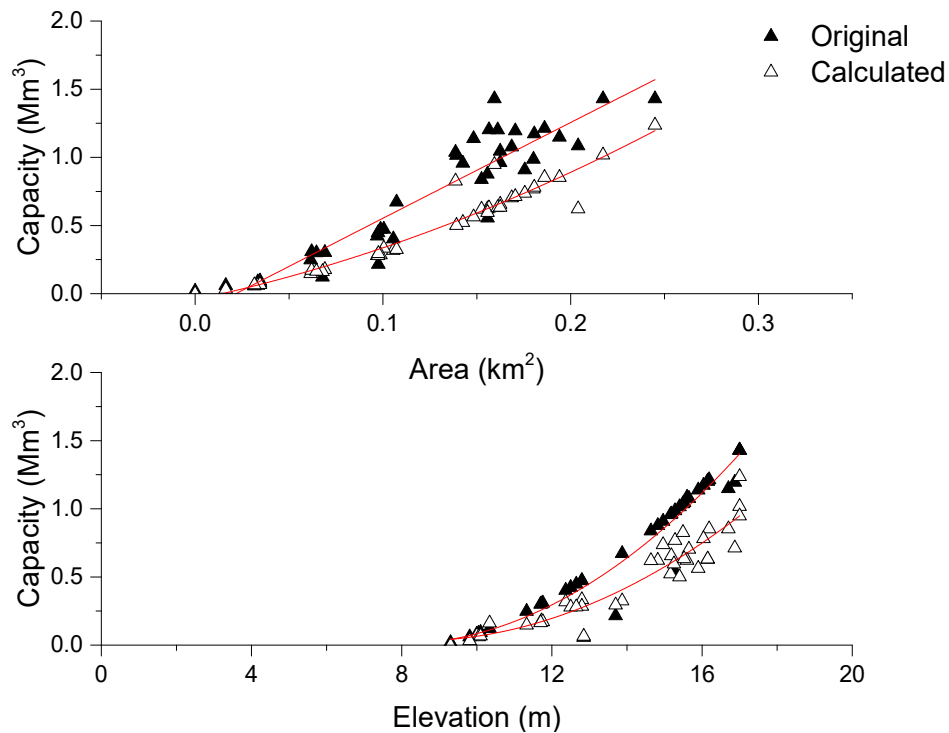 2.0
1.5
1.0
0.5
0.0
Capacity (Mm³)
Original
Calculated
0.0 0.1 0.2 0.3
Area (km²)
2.0
1.5
1.0
0.5
0.0
Capacity (Mm³)
0 4 8 12 16 20
Elevation (m)